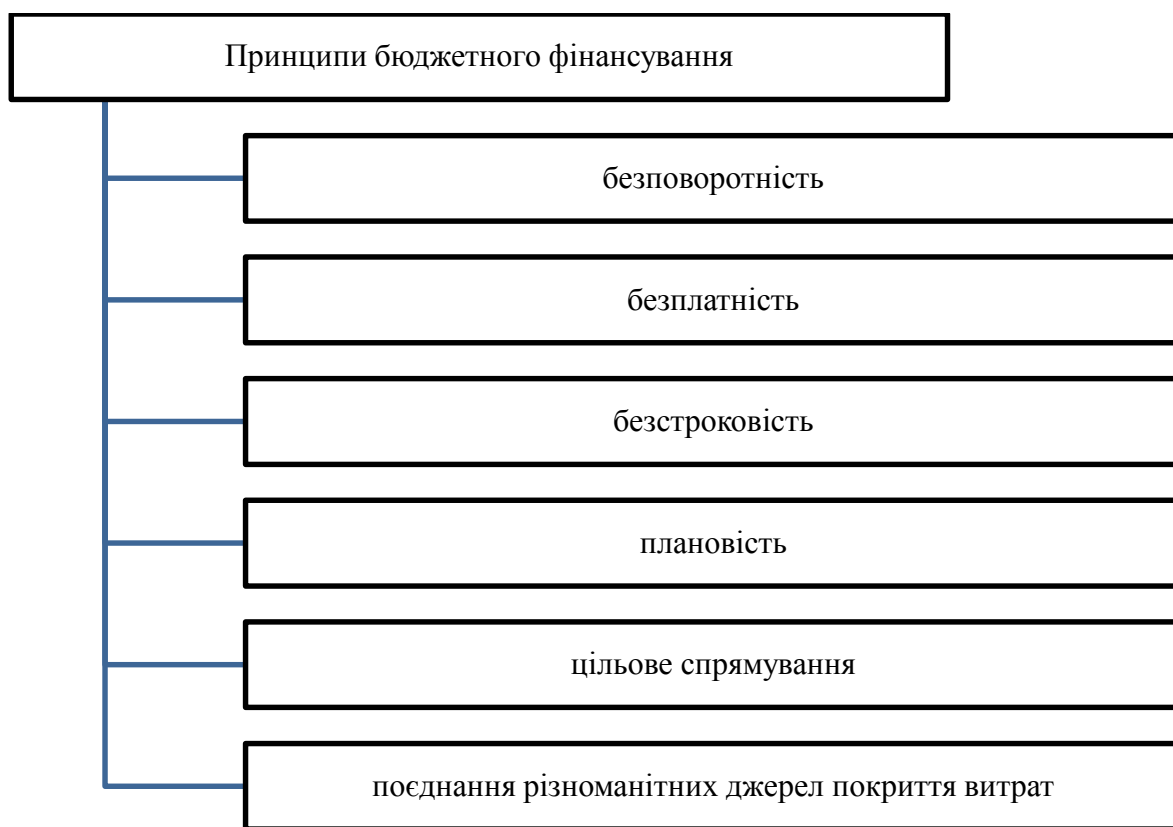 Принципи бюджетного фінансування
безповоротність
безплатність
безстроковість
плановість
цільове спрямування
поєднання різноманітних джерел покриття витрат